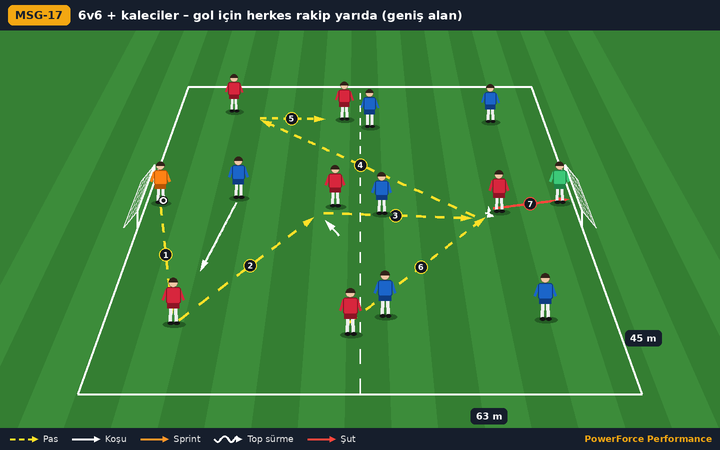 MSG-17 6v6 + kaleciler – gol için herkes rakip yarıda (geniş alan)
5
4
7
3
1
2
6
45 m
63 m
Pas Koşu Sprint Top sürme Şut PowerForce Performance